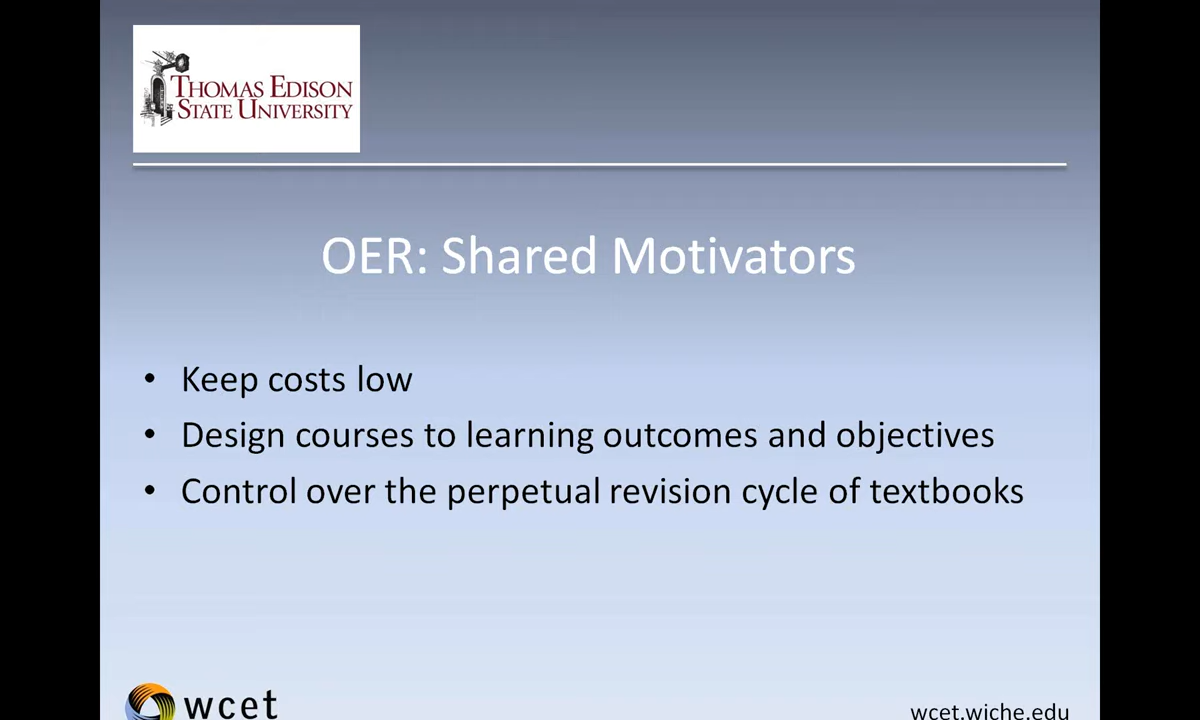 THOMAS EDISON
STATE UNIVERSITY
OER: Shared Motivators
• Keep costs low
• Design courses to learning outcomes and objectives
• Control over the perpetual revision cycle of textbooks
wcet
wcet.wiche.edu